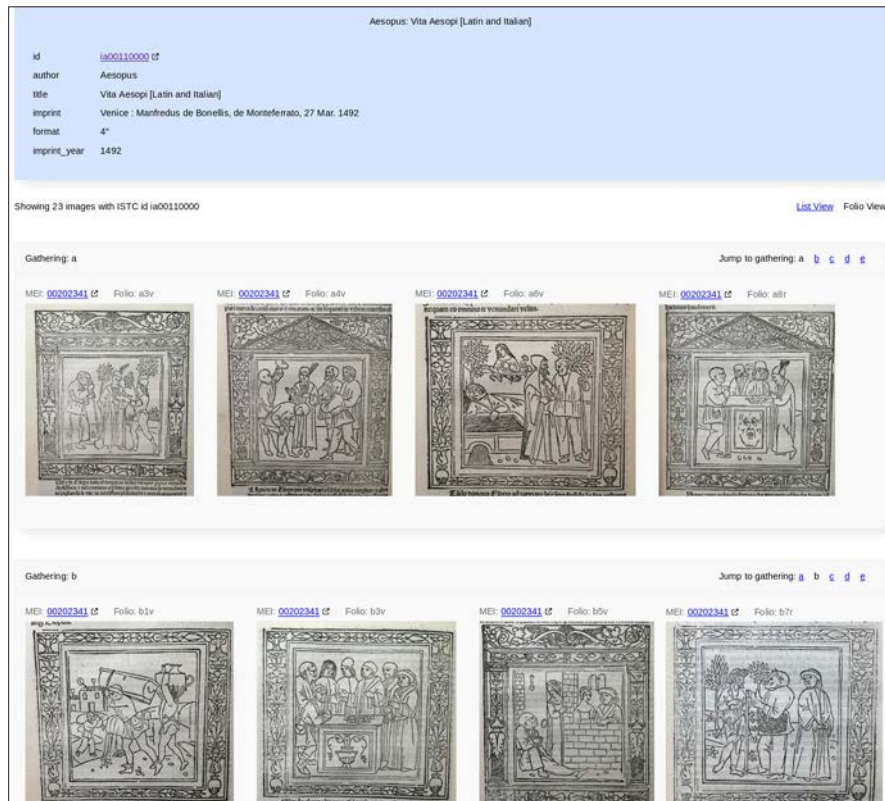 Aesopus: Vita Aesopi [Latin and Italian]
id ia00110000
author Aesopus
title Vita Aesopi [Latin and Italian]
imprint Venice : Manfredus de Bonellis, de Monteferrato, 27 Mar. 1492
format 4°
imprint_year 1492
Showing 23 images with ISTC id ia00110000 List View Folio View
Gathering: a Jump to gathering: a b c d e
MEI: 00202341 Folio: a3v MEI: 00202341 Folio: a4v MEI: 00202341 Folio: a6v MEI: 00202341 Folio: a8r
Gathering: b Jump to gathering: a b c d e
MEI: 00202341 Folio: b1v MEI: 00202341 Folio: b3v MEI: 00202341 Folio: b5v MEI: 00202341 Folio: b7r